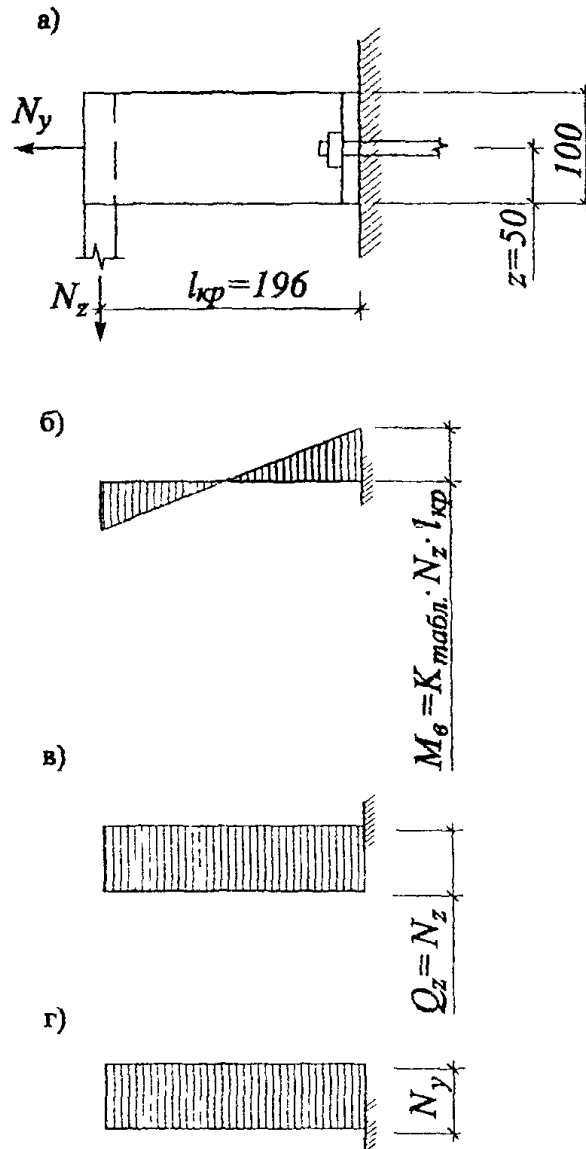 а)
N_y
100
z=50
N_z
l_кр=196
б)
M_в=K_табл.·N_z·l_кр
в)
Q_z=N_z
г)
N_y